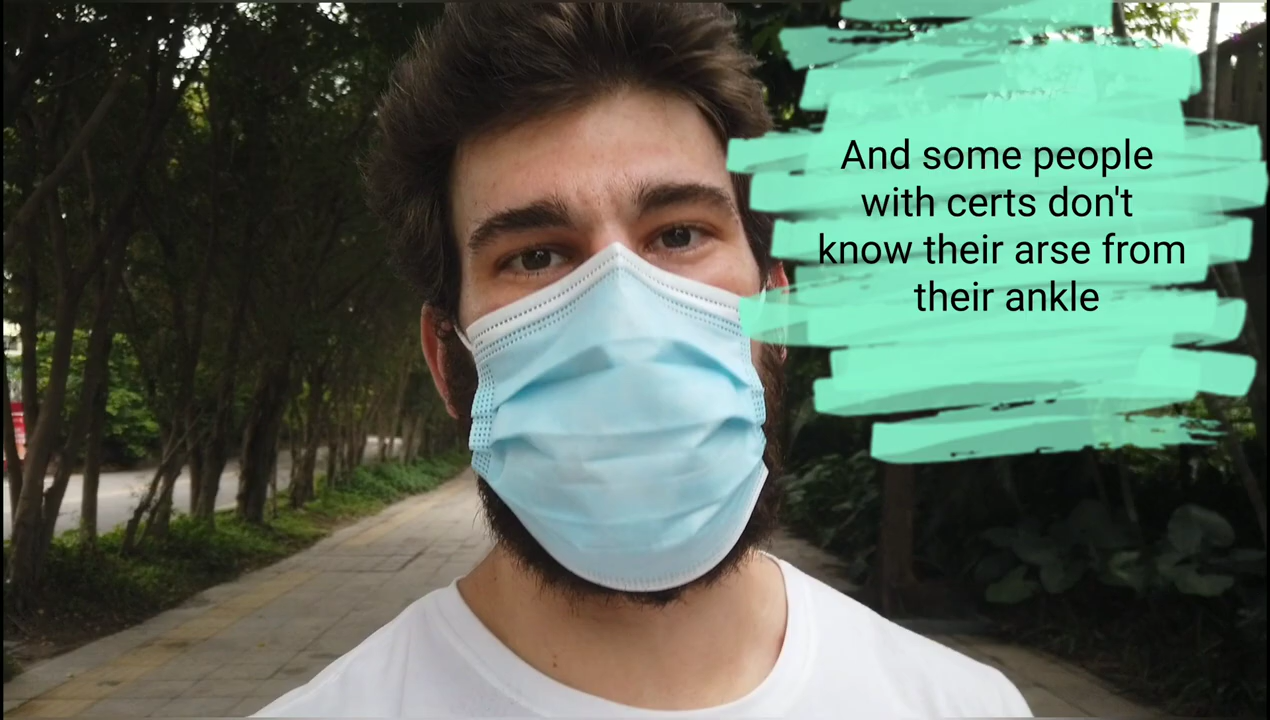 And some people
with certs don't
know their arse from
their ankle